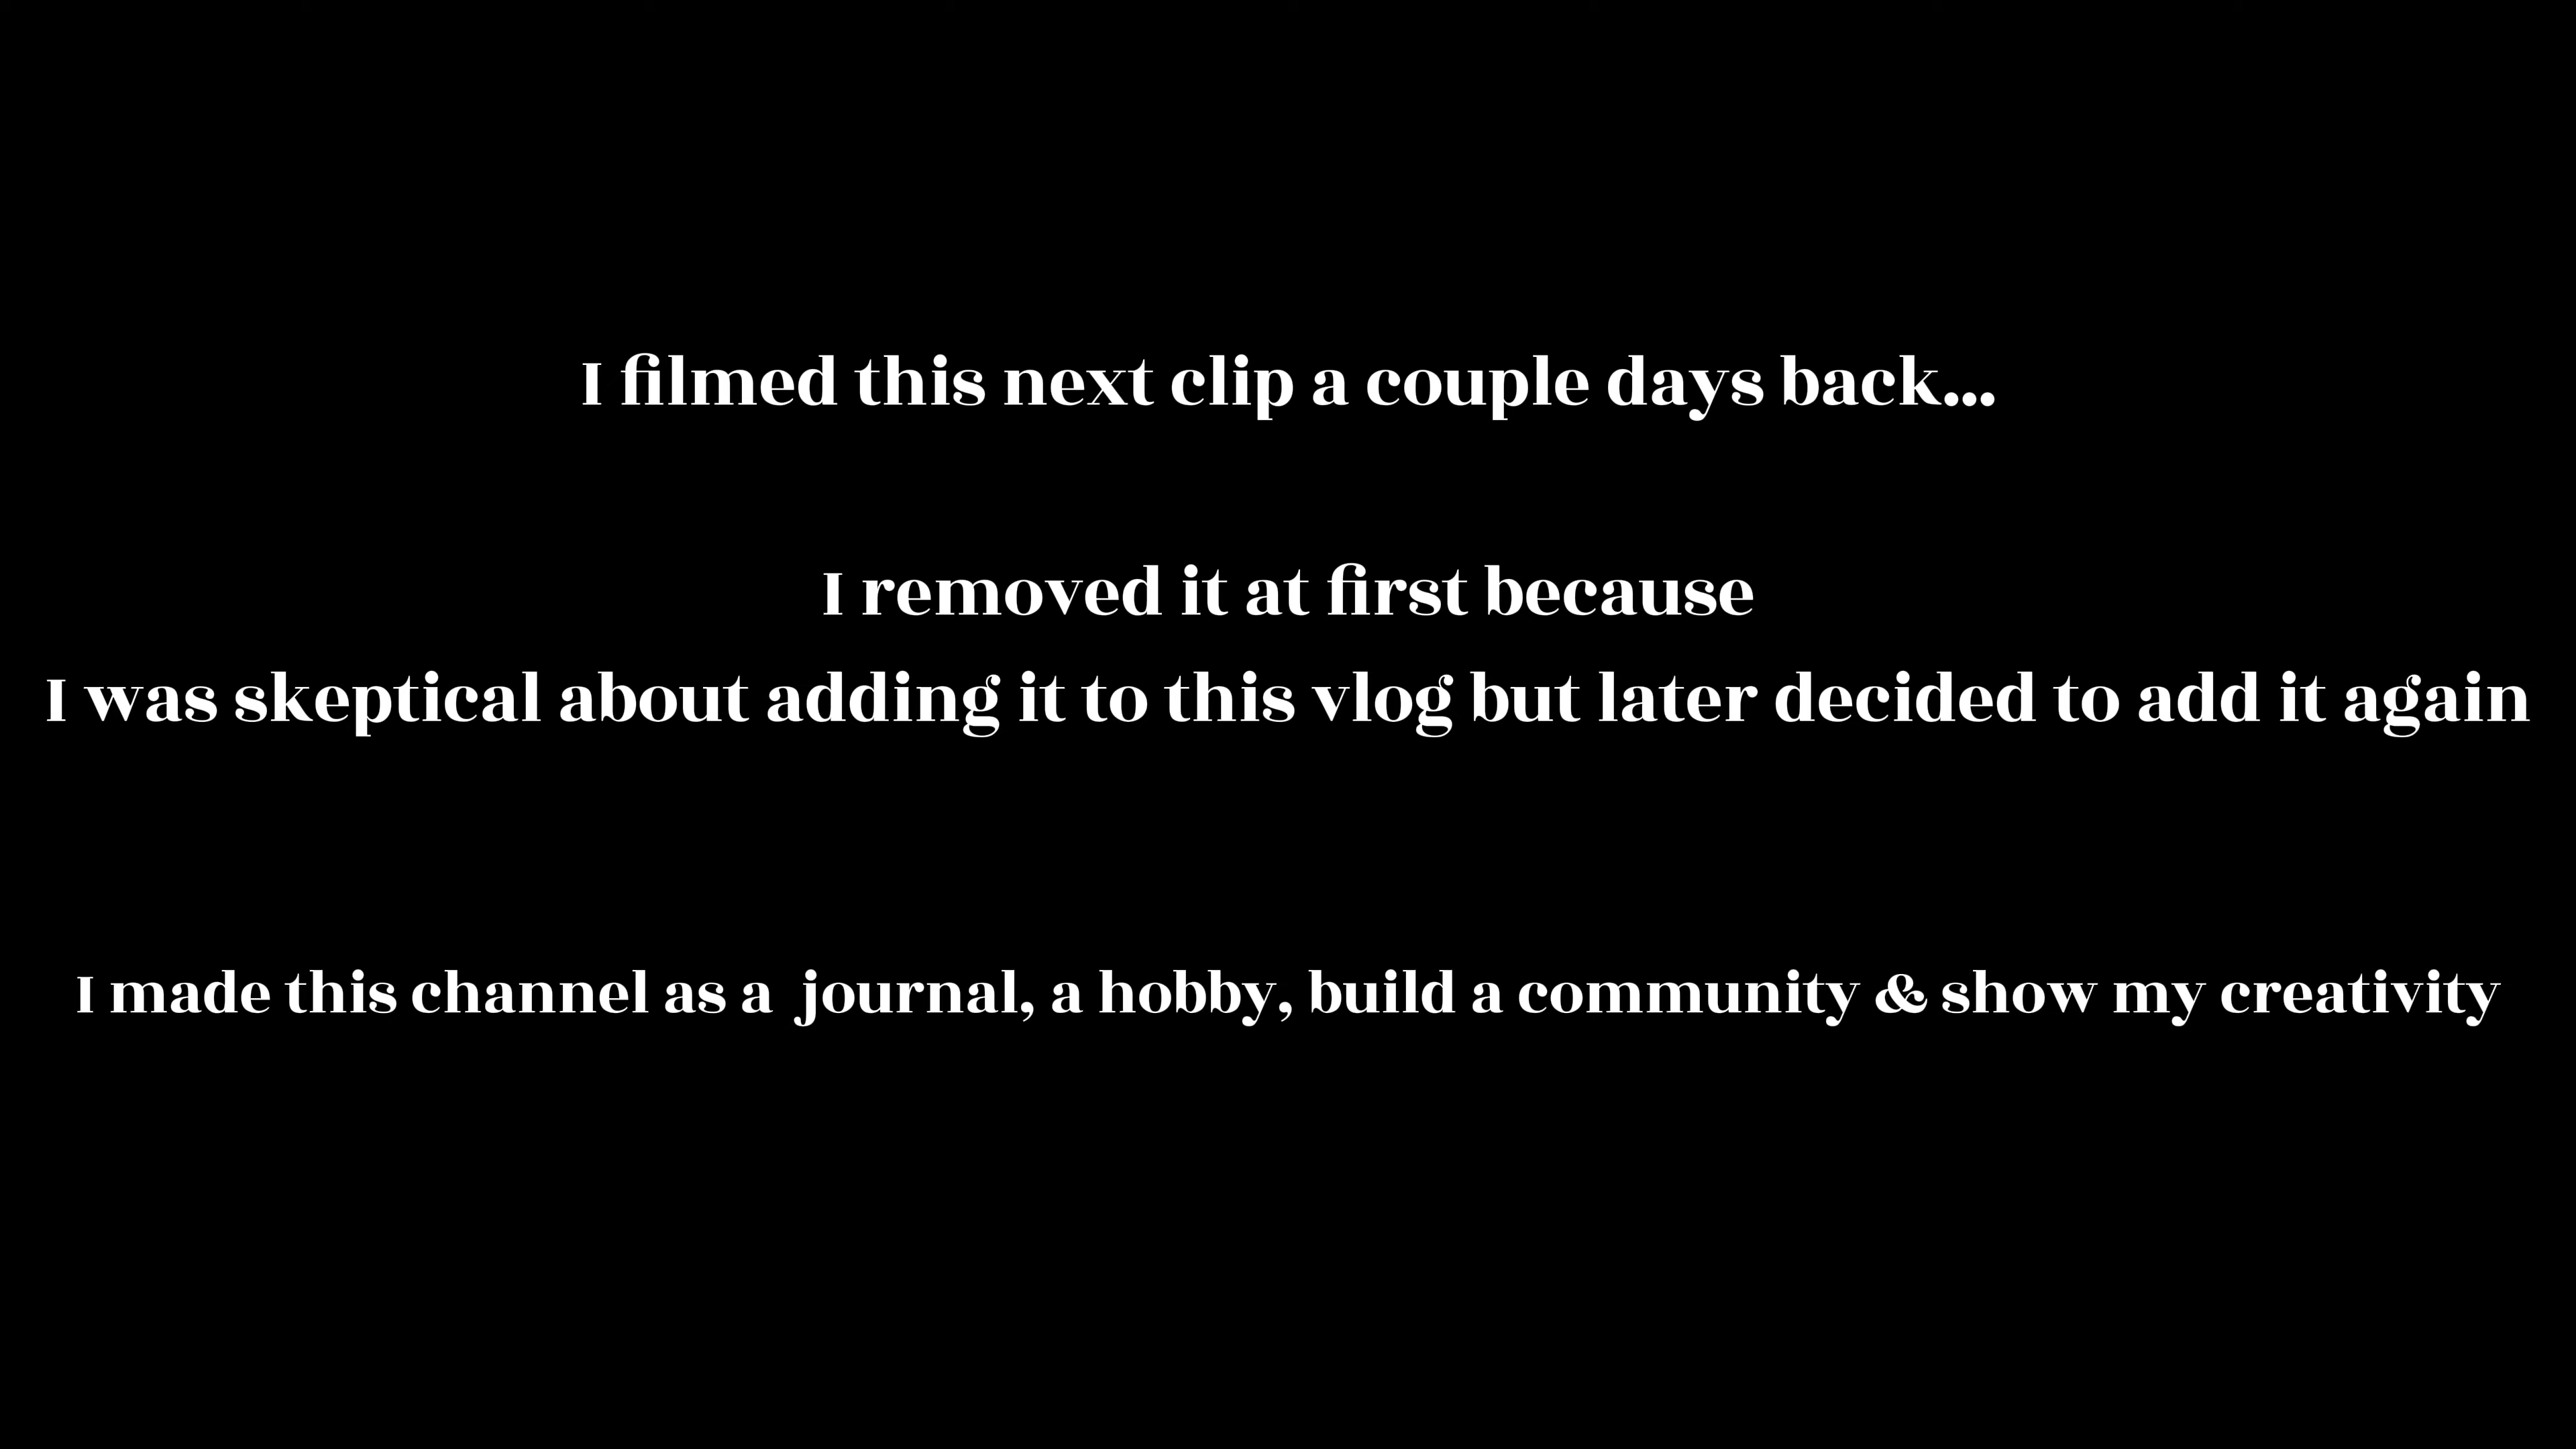 I filmed this next clip a couple days back...
I removed it at first because
I was skeptical about adding it to this vlog but later decided to add it again
I made this channel as a  journal, a hobby, build a community & show my creativity